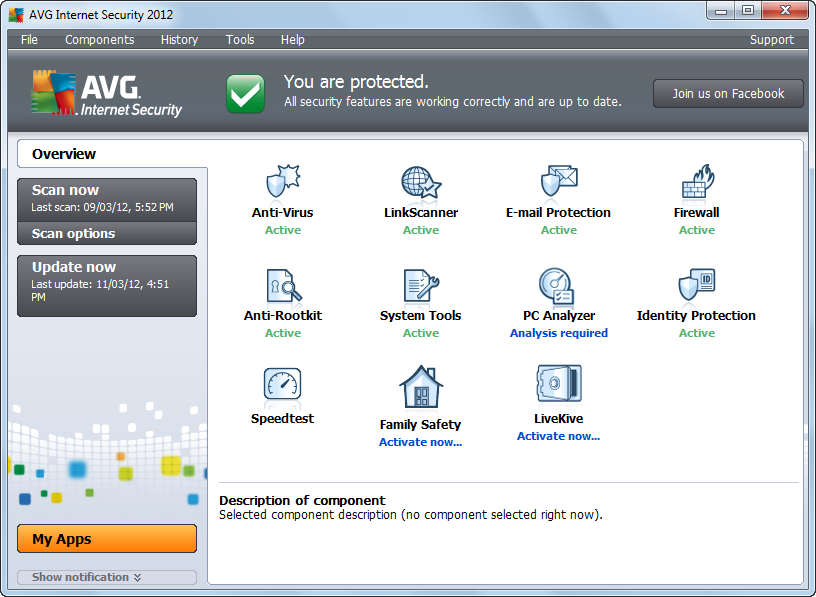 AVG Internet Security 2012
File Components History Tools Help Support
AVG.
Internet Security
You are protected.
All security features are working correctly and are up to date.
Join us on Facebook
Overview
Scan now
Last scan: 09/03/12, 5:52 PM
Scan options
Update now
Last update: 11/03/12, 4:51
PM
My Apps
Show notification
Anti-Virus
Active
LinkScanner
Active
E-mail Protection
Active
Firewall
Active
Anti-Rootkit
Active
System Tools
Active
PC Analyzer
Analysis required
ID
Identity Protection
Active
Speedtest
Family Safety
Activate now...
LiveKive
Activate now...
Description of component
Selected component description (no component selected right now).